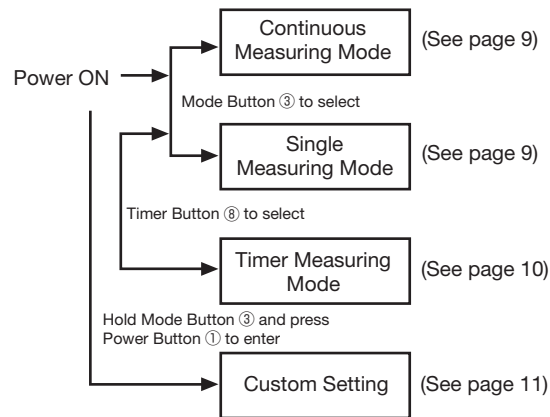 Continuous
Measuring Mode
(See page 9)
Power ON
Mode Button ③ to select
Single
Measuring Mode
(See page 9)
Timer Button ⑧ to select
Timer Measuring
Mode
(See page 10)
Hold Mode Button ③ and press
Power Button ① to enter
Custom Setting
(See page 11)